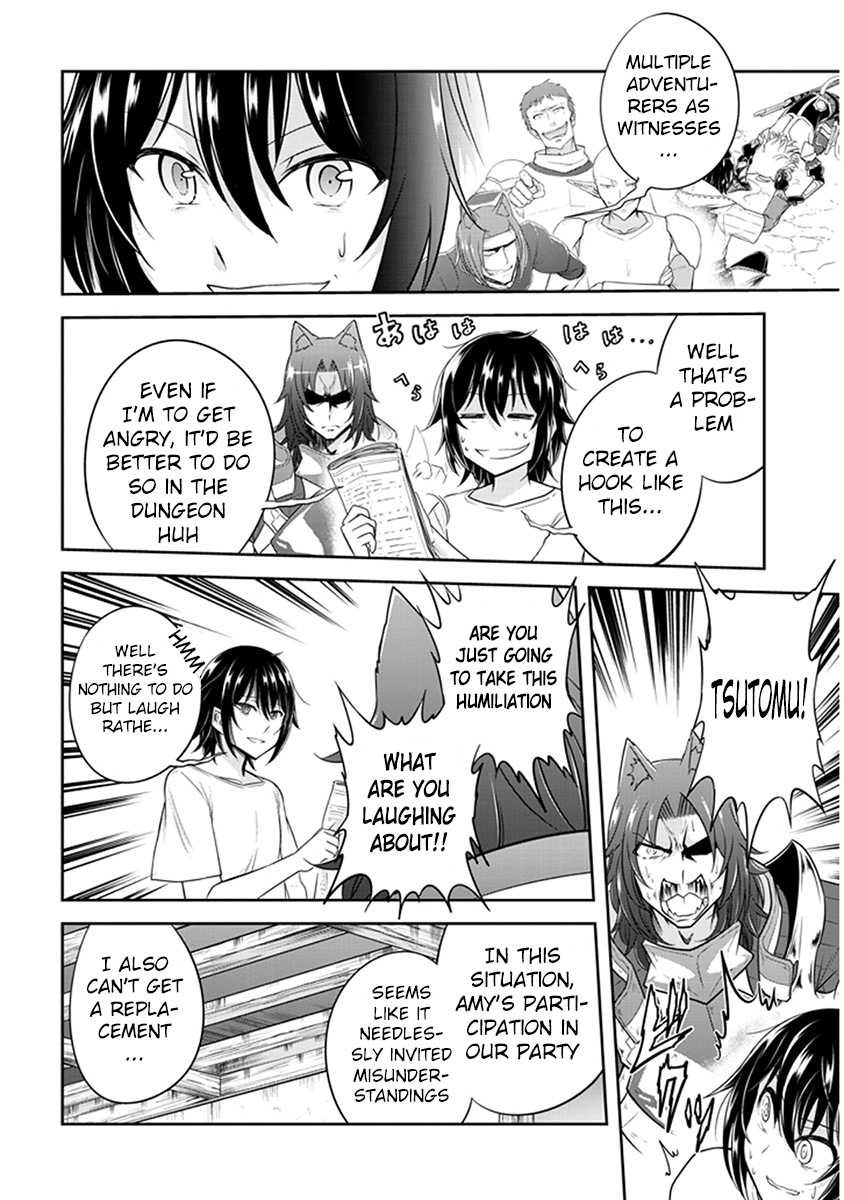 MULTIPLE
ADVENTU-
RERS AS
WITNESSES
...
WELL
THAT'S
A PROB-
LEM
TO
CREATE A
HOOK LIKE
THIS...
はは...
あはは
へら
へら
EVEN IF
I'M TO GET
ANGRY, IT'D BE
BETTER TO DO
SO IN THE
DUNGEON
HUH
TSUTOMU!
ARE YOU
JUST GOING
TO TAKE THIS
HUMILIATION
WHAT
ARE YOU
LAUGHING
ABOUT!!
HMM
WELL
THERE'S
NOTHING TO DO
BUT LAUGH
RATHE...
IN THIS
SITUATION,
AMY'S PARTI-
CIPATION IN
OUR PARTY
SEEMS
LIKE IT
NEEDLES-
SLY INVITED
MISUNDER-
STANDINGS
I ALSO
CAN'T GET
A REPLA-
CEMENT
...